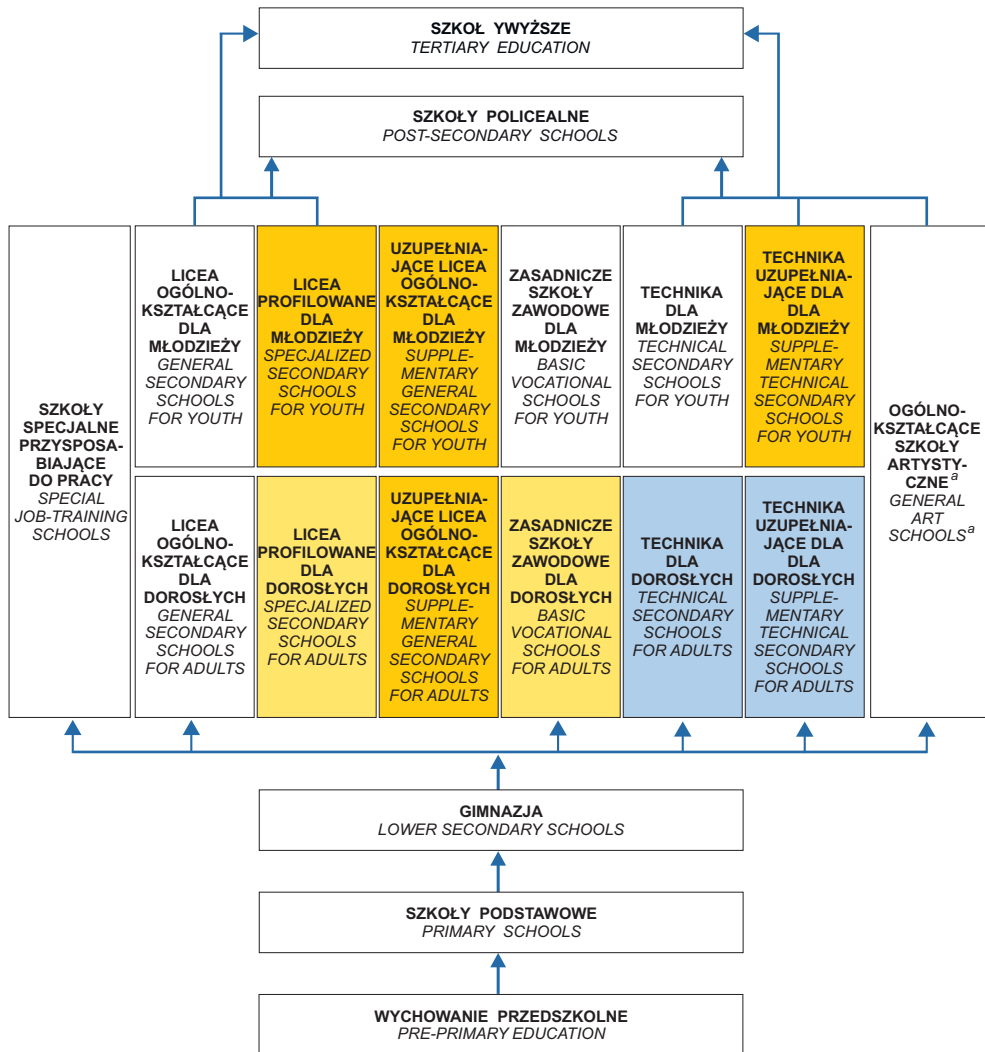 SZKOŁ YWYŻSZE
TERTIARY EDUCATION
SZKOŁY POLICEALNE
POST-SECONDARY SCHOOLS
SZKOŁY
SPECJALNE
PRZYSPOSA-
BIAJĄCE
DO PRACY
SPECIAL
JOB-TRAINING
SCHOOLS
LICEA
OGÓLNO-
KSZTAŁCĄCE
DLA
MŁODZIEŻY
GENERAL
SECONDARY
SCHOOLS
FOR YOUTH
LICEA
PROFILOWANE
DLA
MŁODZIEŻY
SPECJALIZED
SECONDARY
SCHOOLS
FOR YOUTH
UZUPEŁNIA-
JĄCE LICEA
OGÓLNO-
KSZTAŁCĄCE
DLA
MŁODZIEŻY
SUPPLE-
MENTARY
GENERAL
SECONDARY
SCHOOLS
FOR YOUTH
ZASADNICZE
SZKOŁY
ZAWODOWE
DLA
MŁODZIEŻY
BASIC
VOCATIONAL
SCHOOLS
FOR YOUTH
TECHNIKA
DLA
MŁODZIEŻY
TECHNICAL
SECONDARY
SCHOOLS
FOR YOUTH
TECHNIKA
UZUPEŁNIA-
JĄCE DLA
DLA
MŁODZIEŻY
SUPPLE-
MENTARY
TECHNICAL
SECONDARY
SCHOOLS
FOR YOUTH
OGÓLNO-
KSZTAŁCĄCE
SZKOŁY
ARTYSTY-
CZNE a
GENERAL
ART
SCHOOLS a
LICEA
OGÓLNO-
KSZTAŁCĄCE
DLA
DOROSŁYCH
GENERAL
SECONDARY
SCHOOLS
FOR ADULTS
LICEA
PROFILOWANE
DLA
DOROSŁYCH
SPECJALIZED
SECONDARY
SCHOOLS
FOR ADULTS
UZUPEŁNIA-
JĄCE LICEA
OGÓLNO-
KSZTAŁCĄCE
DLA
DOROSŁYCH
SUPPLE-
MENTARY
GENERAL
SECONDARY
SCHOOLS
FOR ADULTS
ZASADNICZE
SZKOŁY
ZAWODOWE
DLA
DOROSŁYCH
BASIC
VOCATIONAL
SCHOOLS
FOR ADULTS
TECHNIKA
DLA
DOROSŁYCH
TECHNICAL
SECONDARY
SCHOOLS
FOR ADULTS
TECHNIKA
UZUPEŁNIA-
JĄCE DLA
DLA
DOROSŁYCH
SUPPLE-
MENTARY
TECHNICAL
SECONDARY
SCHOOLS
FOR ADULTS
GIMNAZJA
LOWER SECONDARY SCHOOLS
SZKOŁY PODSTAWOWE
PRIMARY SCHOOLS
WYCHOWANIE PRZEDSZKOLNE
PRE-PRIMARY EDUCATION